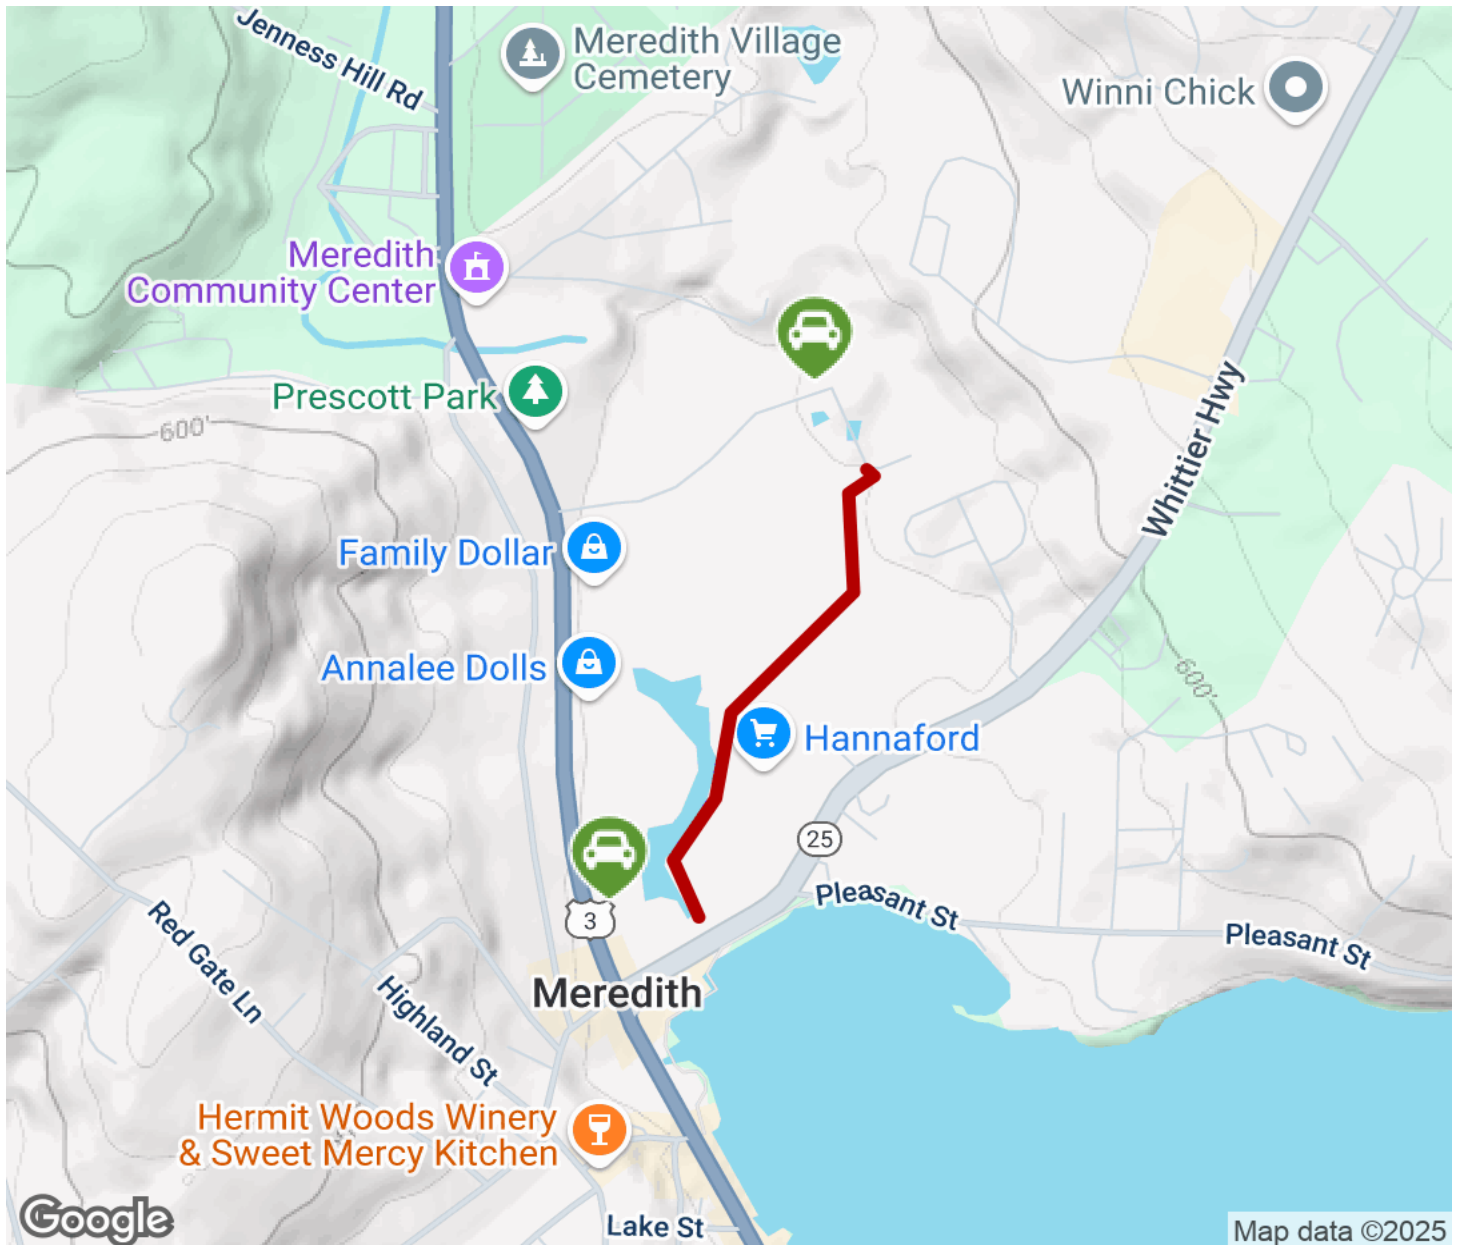 Jenness Hill Rd
Meredith Village
Cemetery
Winni Chick
Meredith
Community Center
Prescott Park
600'
Whittier Hwy
Family Dollar
Annalee Dolls
600'
Hannaford
25
Pleasant St
3
Pleasant St
Red Gate Ln
Meredith
Highland St
Hermit Woods Winery
& Sweet Mercy Kitchen
Lake St
Google
Map data ©2025